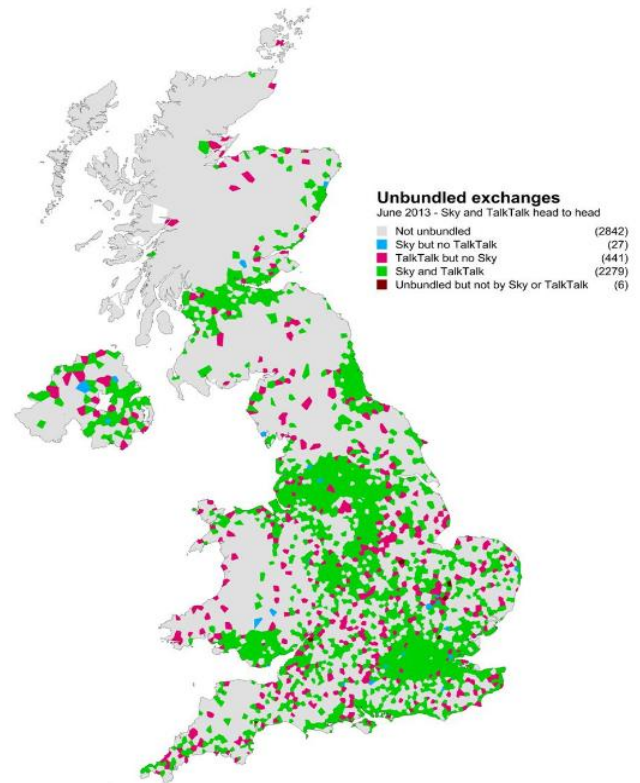 Unbundled exchanges
June 2013 - Sky and TalkTalk head to head
Not unbundled (2842)
Sky but no TalkTalk (27)
TalkTalk but no Sky (441)
Sky and TalkTalk (2279)
Unbundled but not by Sky or TalkTalk (6)